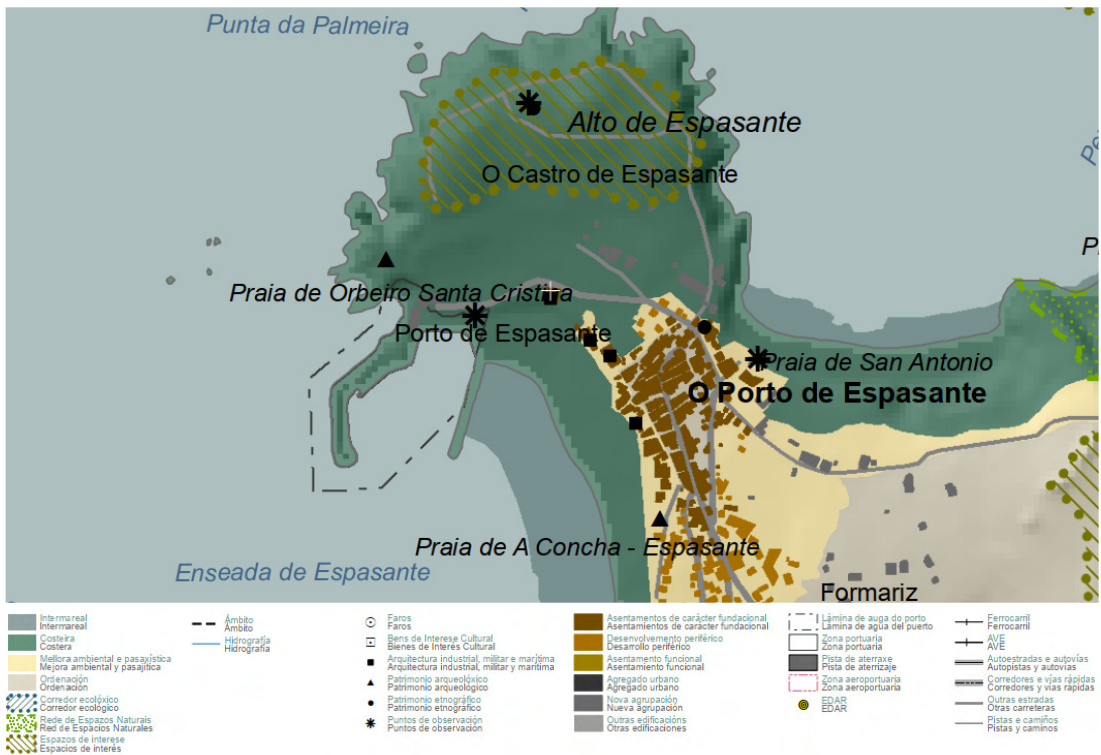 Punta da Palmeira
Alto de Espasante
O Castro de Espasante
Praia de Orbeiro Santa Cristina
Porto de Espasante
Praia de San Antonio
O Porto de Espasante
Praia de A Concha - Espasante
Enseada de Espasante
Formariz
Intermareal
Intermareal
Costeira
Costera
Mellora ambiental e paisaxística
Mejora ambiental y pasajítica
Ordenación
Ordenación
Corredor ecolóxico
Corredor ecológico
Rede de Espazos Naturais
Red de Espacios Naturales
Espazos de interese
Espacios de interés
Ámbito
Ámbito
Hidrografía
Hidrografía
Faros
Faros
Bens de Interese Cultural
Bienes de Interés Cultural
Arquitectura industrial, militar e marítima
Arquitectura industrial, militar y marítima
Patrimonio arqueolóxico
Patrimonio arqueológico
Patrimonio etnográfico
Patrimonio etnográfico
Puntos de observación
Puntos de observación
Asentamentos de carácter fundacional
Asentamientos de carácter fundacional
Desenvolvemento periférico
Desarrollo periférico
Asentamento funcional
Asentamiento funcional
Agregado urbano
Agregado urbano
Nova agrupación
Nueva agrupación
Outras edificacións
Otras edificaciones
Lámina de auga do porto
Lámina de agua del puerto
Zona portuaria
Zona portuaria
Pista de aterraxe
Pista de aterrizaje
Zona aeroportuaria
Zona aeroportuaria
EDAR
EDAR
Ferrocarril
Ferrocarril
AVE
AVE
Autoestradas e autovías
Autopistas y autovías
Corredores e vías rápidas
Corredores y vías rápidas
Outras estradas
Otras carreteras
Pistas e camiños
Pistas y caminos